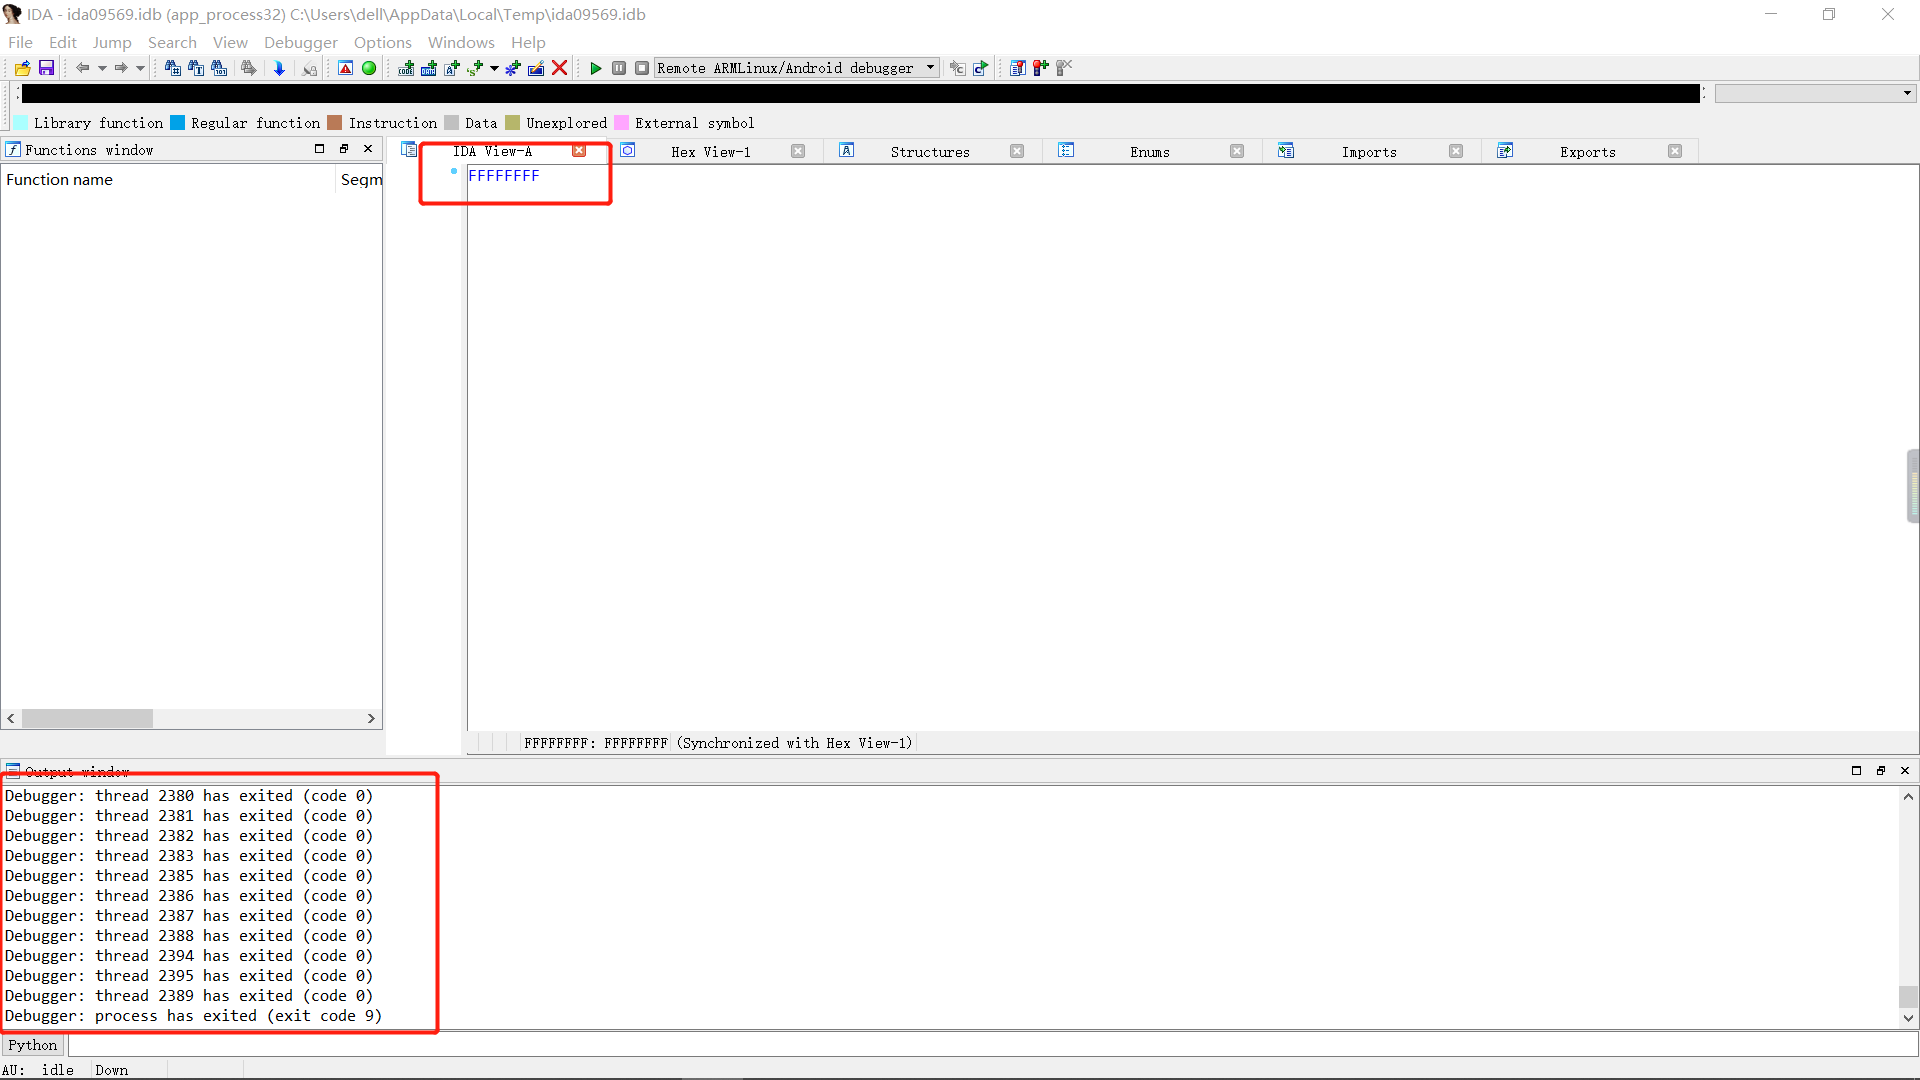 IDA - ida09569.idb (app_process32) C:\Users\dell\AppData\Local\Temp\ida09569.idb
File Edit Jump Search View Debugger Options Windows Help
Remote ARMLinux/Android debugger
Library function Regular function Instruction Data Unexplored External symbol
Functions window
IDA View-A Hex View-1 Structures Enums Imports Exports
Function name Segm
FFFFFFFF
FFFFFFFF: FFFFFFFF (Synchronized with Hex View-1)
Output window
Debugger: thread 2380 has exited (code 0)
Debugger: thread 2381 has exited (code 0)
Debugger: thread 2382 has exited (code 0)
Debugger: thread 2383 has exited (code 0)
Debugger: thread 2385 has exited (code 0)
Debugger: thread 2386 has exited (code 0)
Debugger: thread 2387 has exited (code 0)
Debugger: thread 2388 has exited (code 0)
Debugger: thread 2394 has exited (code 0)
Debugger: thread 2395 has exited (code 0)
Debugger: thread 2389 has exited (code 0)
Debugger: process has exited (exit code 9)
Python
AU: idle Down